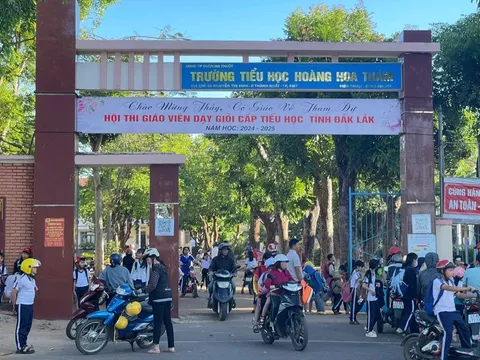 TRƯỜNG TIỂU HỌC HOÀNG HOA THÁM
Chào Mừng Thầy, Cô Giáo Về Tham Dự
HỘI THI GIÁO VIÊN DẠY GIỎI CẤP TIỂU HỌC TỈNH ĐẮK LẮK
NĂM HỌC: 2024 - 2025
CÙNG HÀN
AN TOÀN